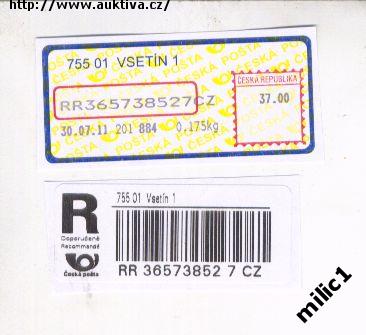 http://www.auktiva.cz/
755 01 VSETÍN 1
ČESKÁ REPUBLIKA
RR365738527CZ
37.00
30.07.11 201 884 0,175kg
755 01 Vsetín 1
R
Doporučeně
Recommandé
Česká pošta
RR 36573852 7 CZ
milic1